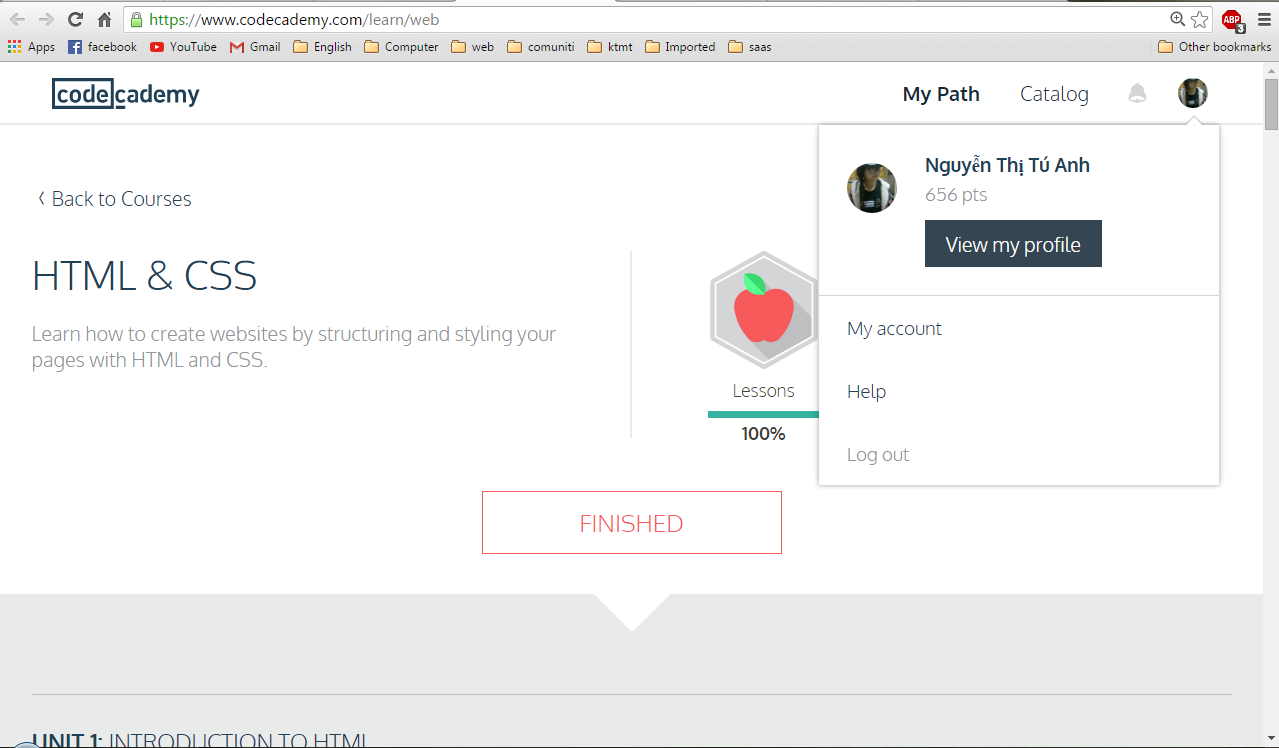 https://www.codecademy.com/learn/web
ABP
3
Apps facebook YouTube Gmail English Computer web comuniti ktmt Imported saas Other bookmarks
codecademy
My Path Catalog
Nguyễn Thị Tú Anh
656 pts
View my profile
My account
Help
Log out
Back to Courses
HTML & CSS
Learn how to create websites by structuring and styling your
pages with HTML and CSS.
Lessons
100%
FINISHED
UNIT 1: INTRODUCTION TO HTML